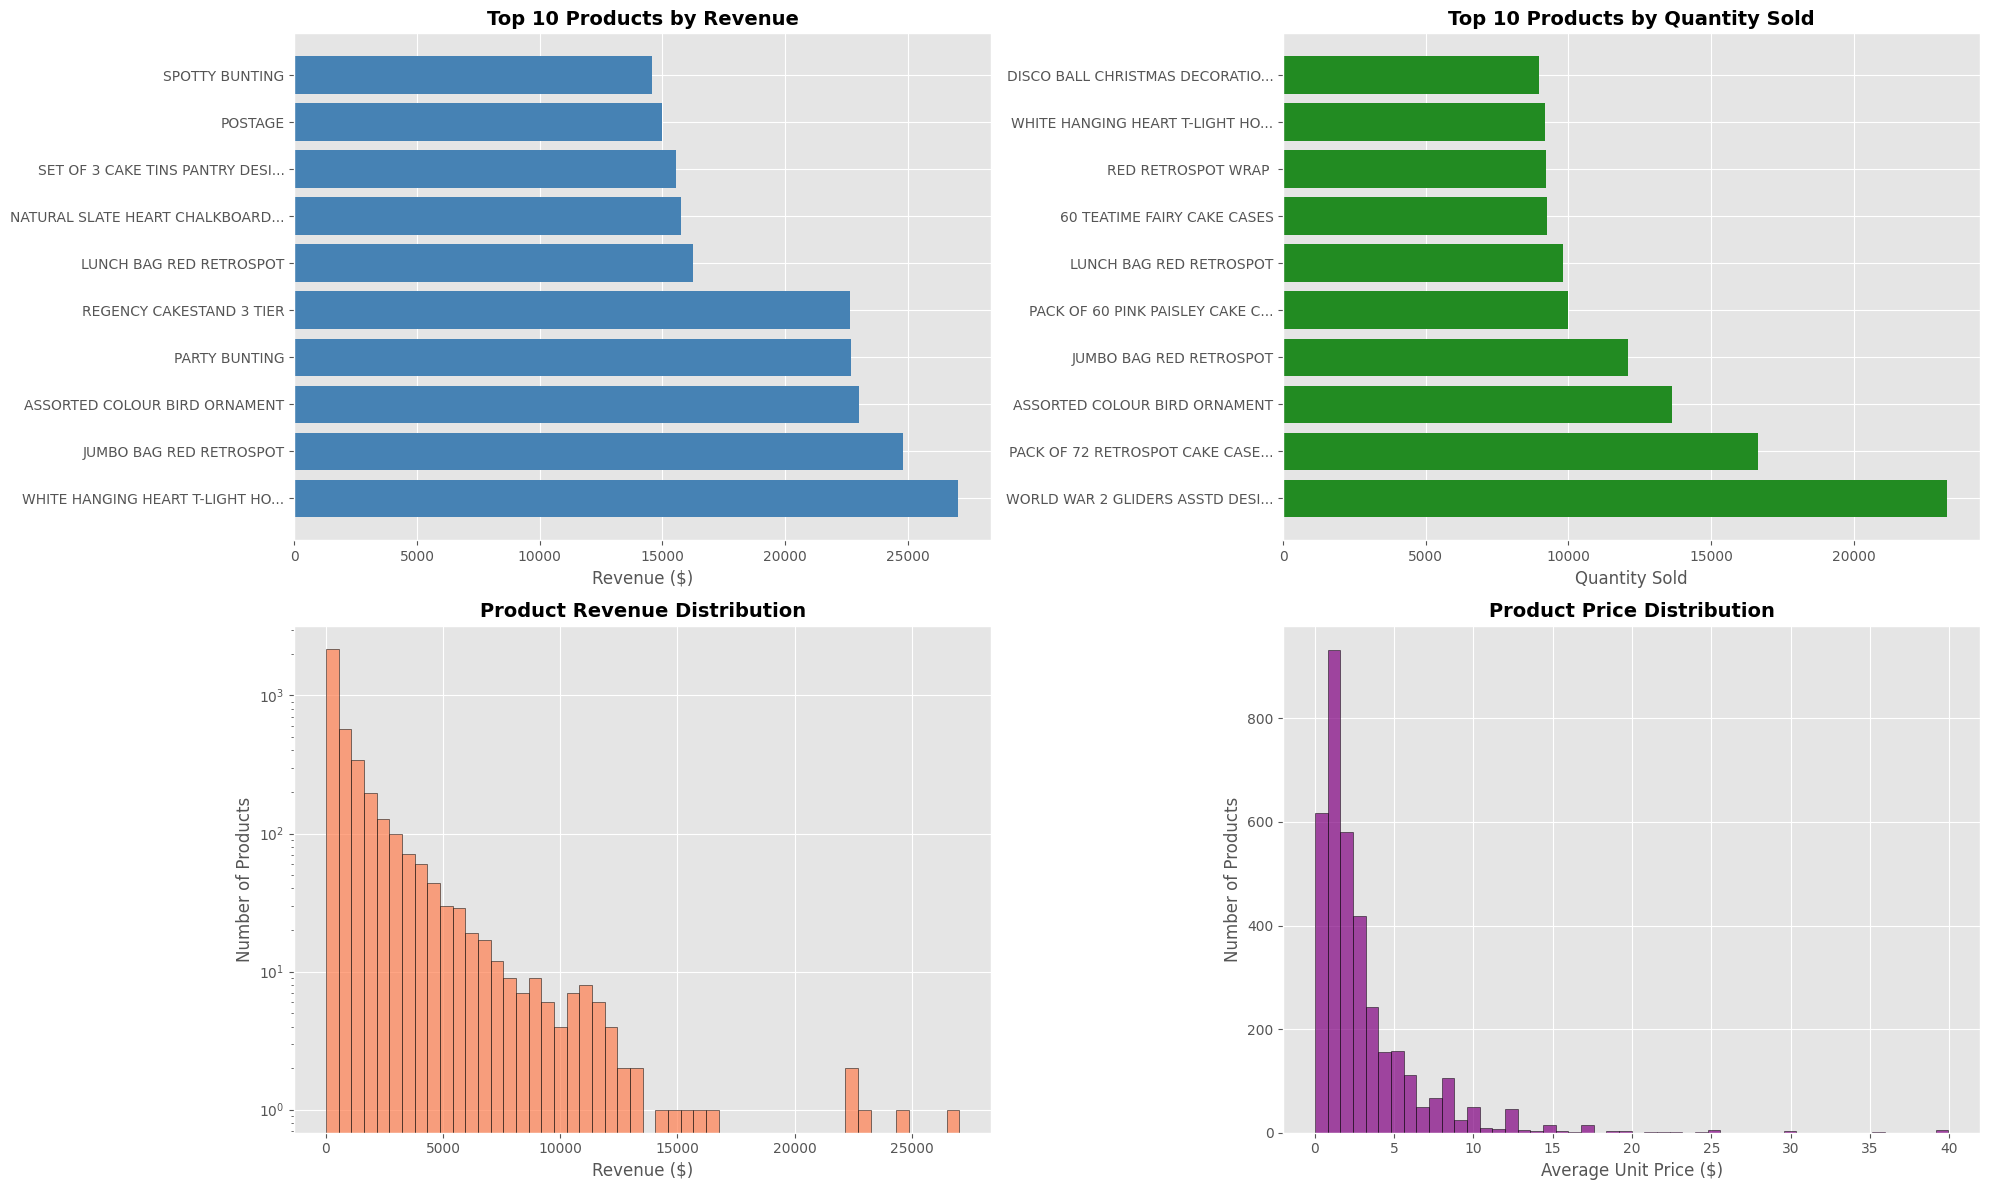 Top 10 Products by Revenue
SPOTTY BUNTING
POSTAGE
SET OF 3 CAKE TINS PANTRY DESI...
NATURAL SLATE HEART CHALKBOARD...
LUNCH BAG RED RETROSPOT
REGENCY CAKESTAND 3 TIER
PARTY BUNTING
ASSORTED COLOUR BIRD ORNAMENT
JUMBO BAG RED RETROSPOT
WHITE HANGING HEART T-LIGHT HO...
0 5000 10000 15000 20000 25000
Revenue ($)
Top 10 Products by Quantity Sold
DISCO BALL CHRISTMAS DECORATIO...
WHITE HANGING HEART T-LIGHT HO...
RED RETROSPOT WRAP
60 TEATIME FAIRY CAKE CASES
LUNCH BAG RED RETROSPOT
PACK OF 60 PINK PAISLEY CAKE C...
JUMBO BAG RED RETROSPOT
ASSORTED COLOUR BIRD ORNAMENT
PACK OF 72 RETROSPOT CAKE CASE...
WORLD WAR 2 GLIDERS ASSTD DESI...
0 5000 10000 15000 20000
Quantity Sold
Product Revenue Distribution
Number of Products
10³
10²
10¹
10⁰
0 5000 10000 15000 20000 25000
Revenue ($)
Product Price Distribution
Number of Products
800
600
400
200
0
0 5 10 15 20 25 30 35 40
Average Unit Price ($)